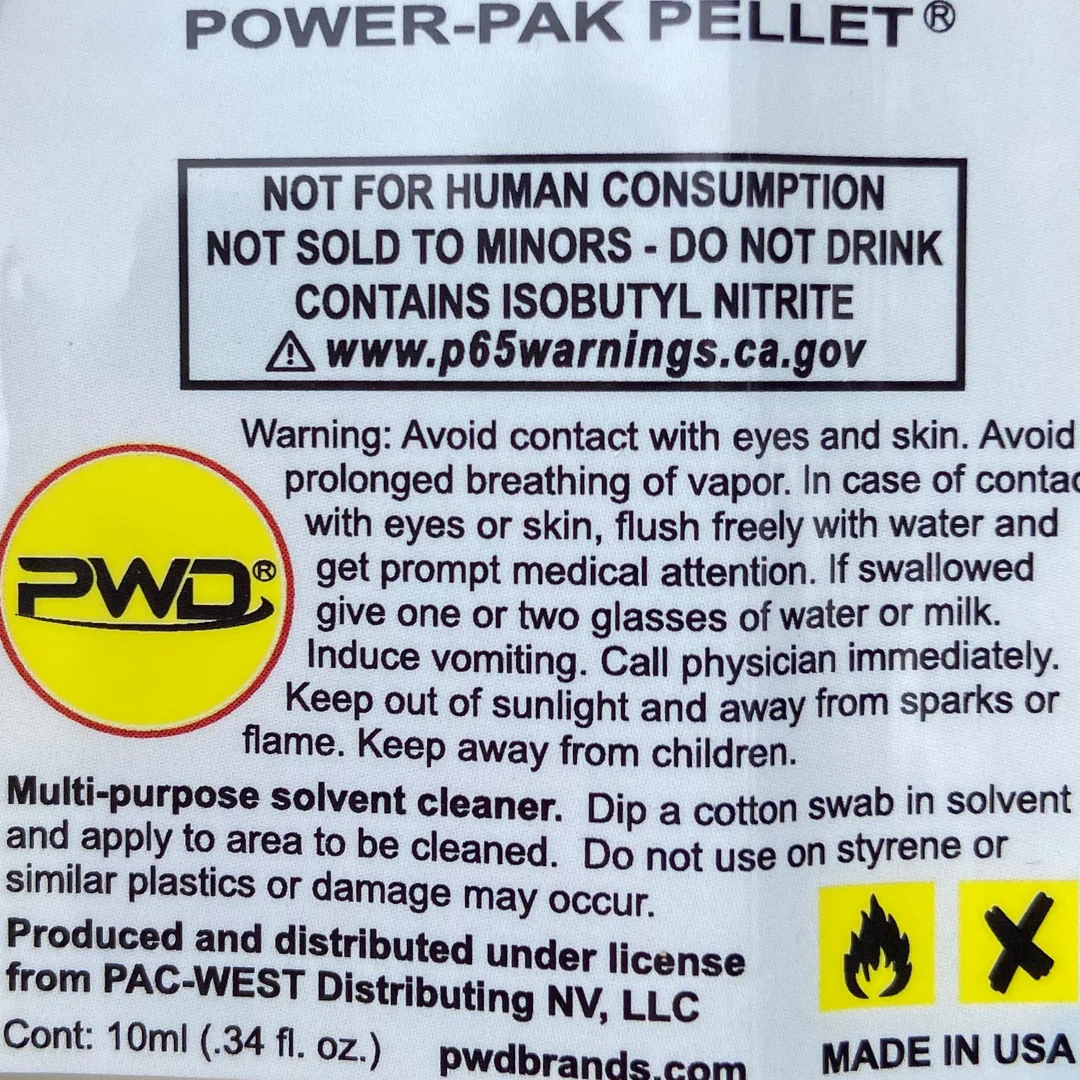 POWER-PAK PELLET®
NOT FOR HUMAN CONSUMPTION
NOT SOLD TO MINORS - DO NOT DRINK
CONTAINS ISOBUTYL NITRITE
⚠ www.p65warnings.ca.gov
Warning: Avoid contact with eyes and skin. Avoid
prolonged breathing of vapor. In case of contac
with eyes or skin, flush freely with water and
get prompt medical attention. If swallowed
give one or two glasses of water or milk.
Induce vomiting. Call physician immediately.
Keep out of sunlight and away from sparks or
flame. Keep away from children.
PWD®
Multi-purpose solvent cleaner. Dip a cotton swab in solvent
and apply to area to be cleaned. Do not use on styrene or
similar plastics or damage may occur.
Produced and distributed under license
from PAC-WEST Distributing NV, LLC
Cont: 10ml (.34 fl. oz.) pwdbrands.com
MADE IN USA